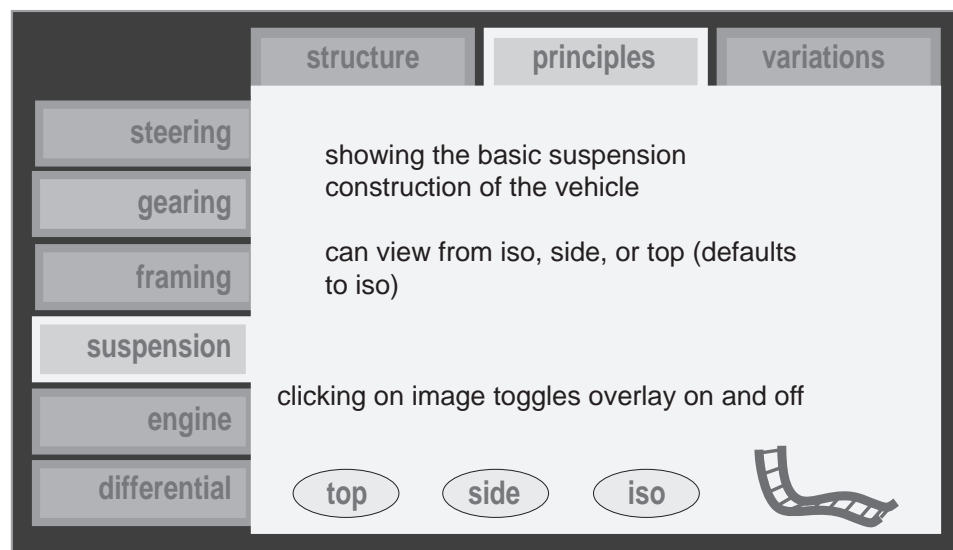 structure
principles
variations
steering
gearing
framing
suspension
engine
differential
showing the basic suspension
construction of the vehicle
can view from iso, side, or top (defaults
to iso)
clicking on image toggles overlay on and off
top
side
iso